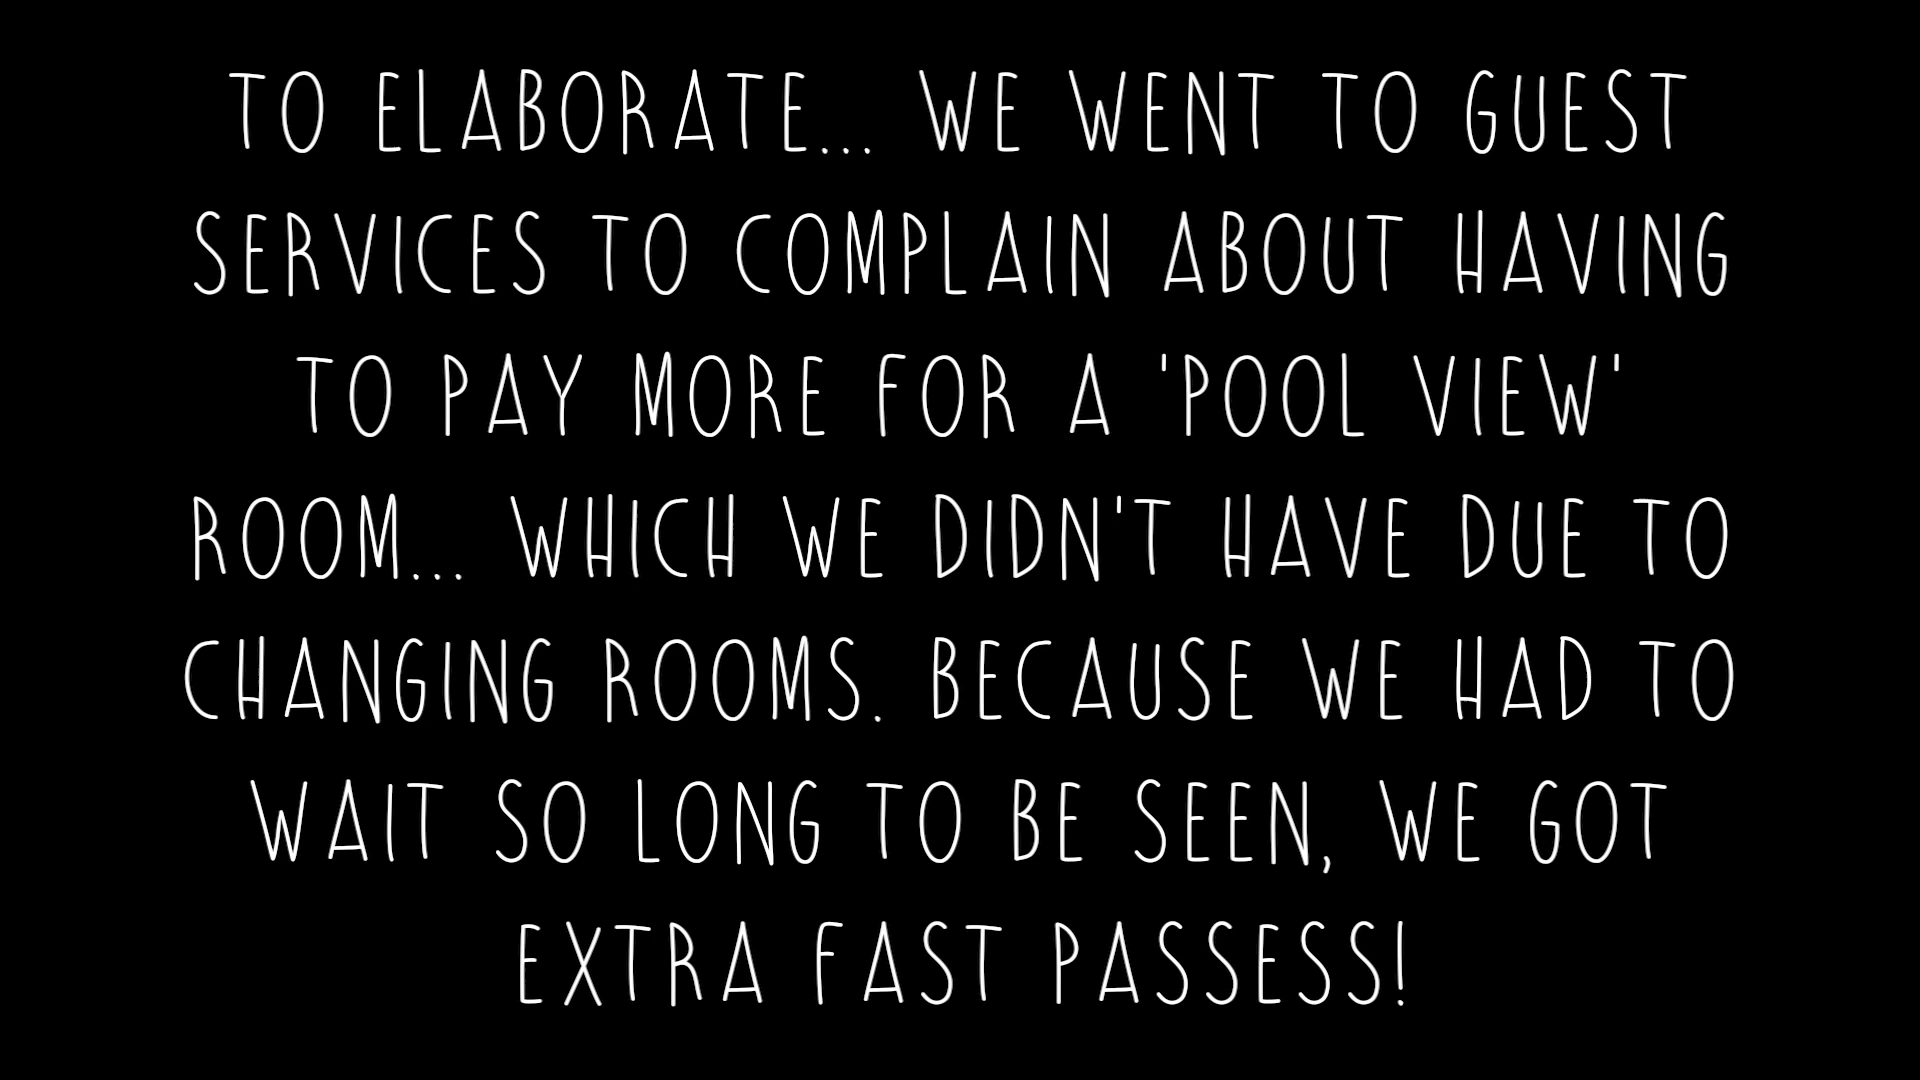 TO ELABORATE... WE WENT TO GUEST
SERVICES TO COMPLAIN ABOUT HAVING
TO PAY MORE FOR A 'POOL VIEW'
ROOM... WHICH WE DIDN'T HAVE DUE TO
CHANGING ROOMS. BECAUSE WE HAD TO
WAIT SO LONG TO BE SEEN, WE GOT
EXTRA FAST PASSESS!